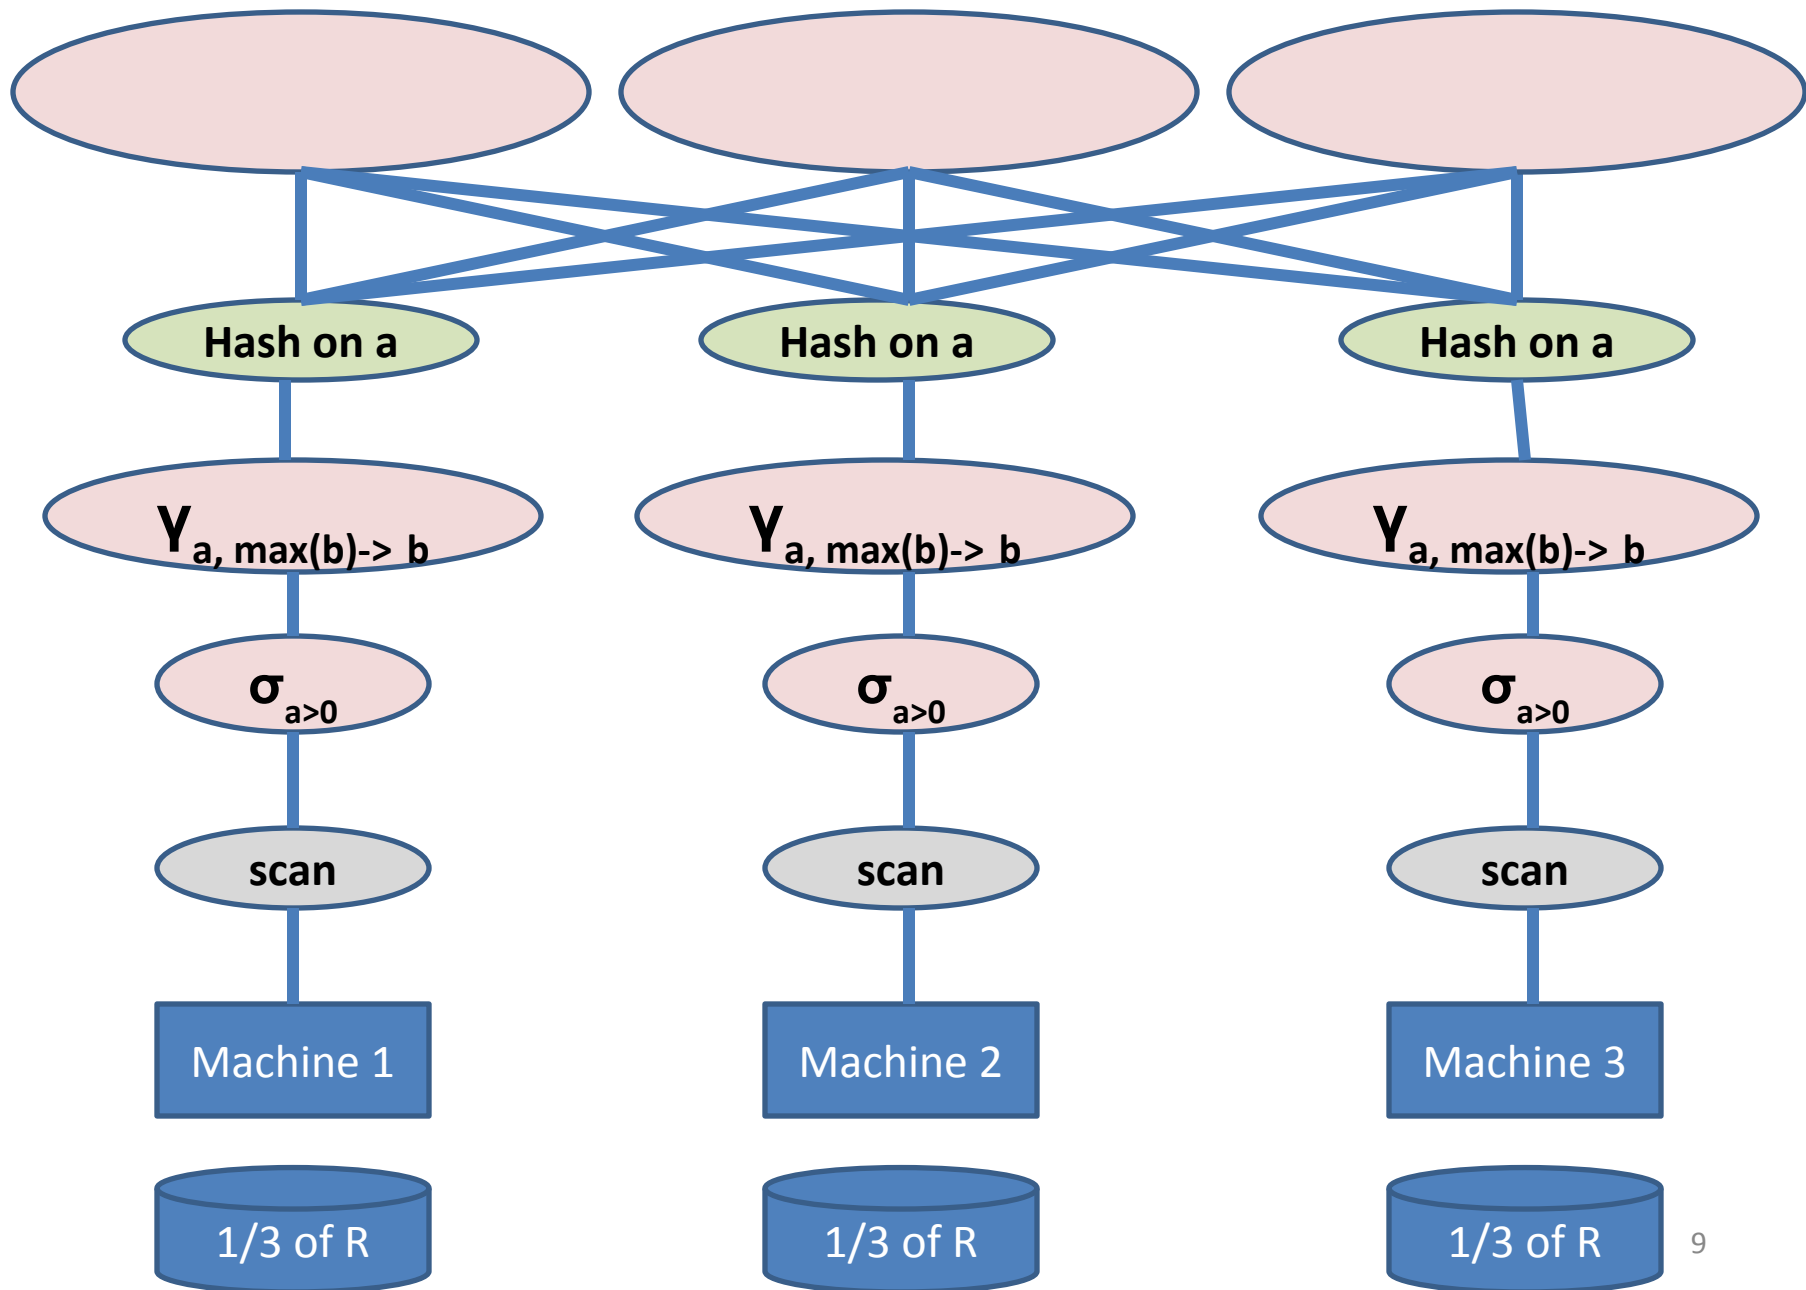 Hash on a
Hash on a
Hash on a
γa, max(b)-> b
γa, max(b)-> b
γa, max(b)-> b
σa>0
σa>0
σa>0
scan
scan
scan
Machine 1
Machine 2
Machine 3
1/3 of R
1/3 of R
1/3 of R
9